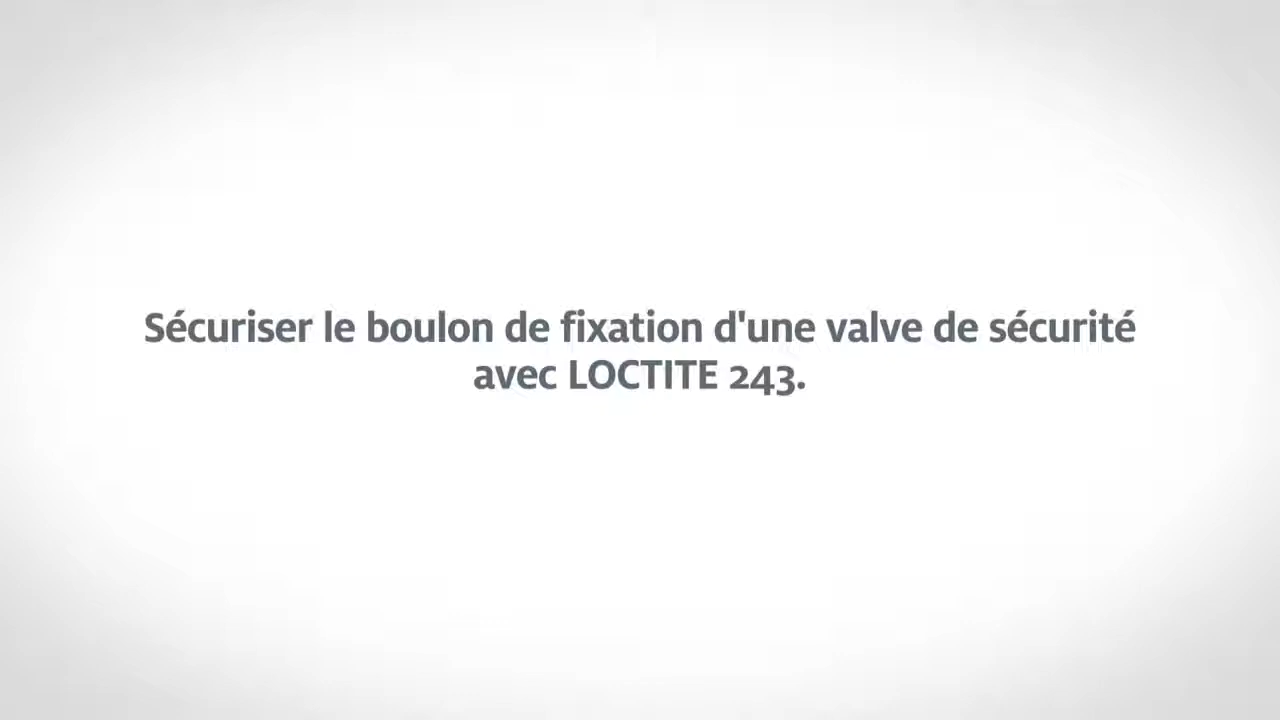 Sécuriser le boulon de fixation d'une valve de sécurité
avec LOCTITE 243.